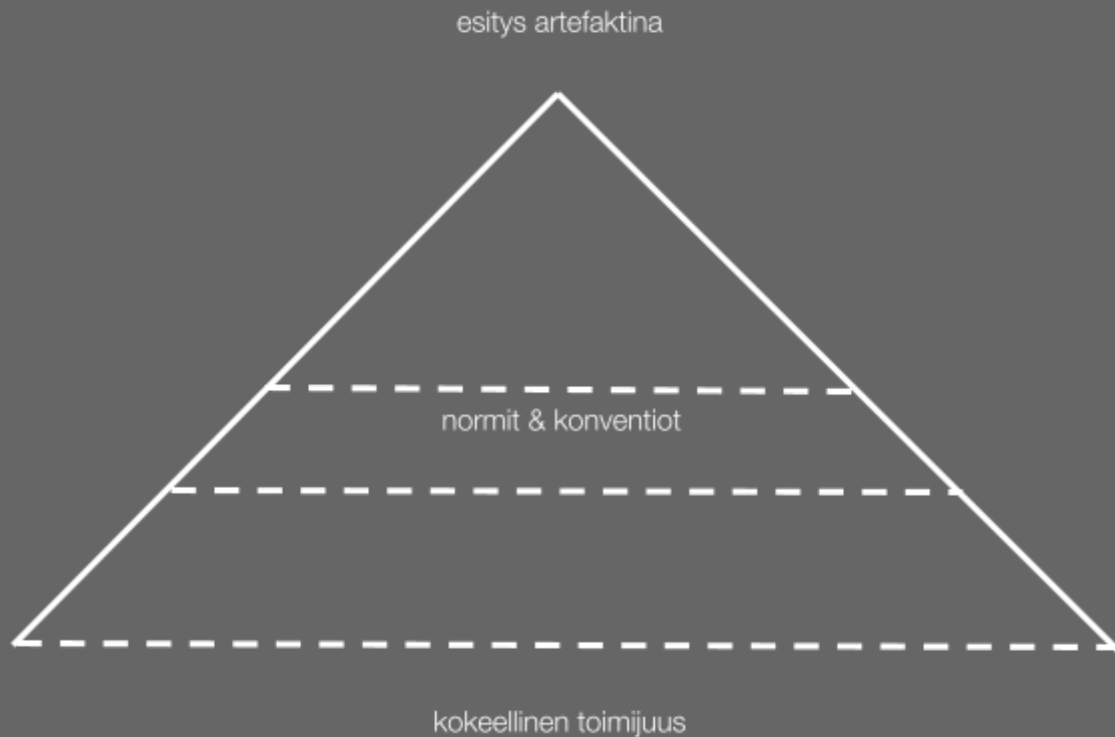 esitys artefaktina
normit & konventiot
kokeellinen toimijuus